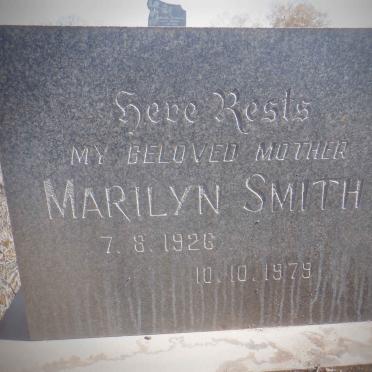 Here Rests
MY BELOVED MOTHER
MARILYN SMITH
7.8.1926
10.10.1979